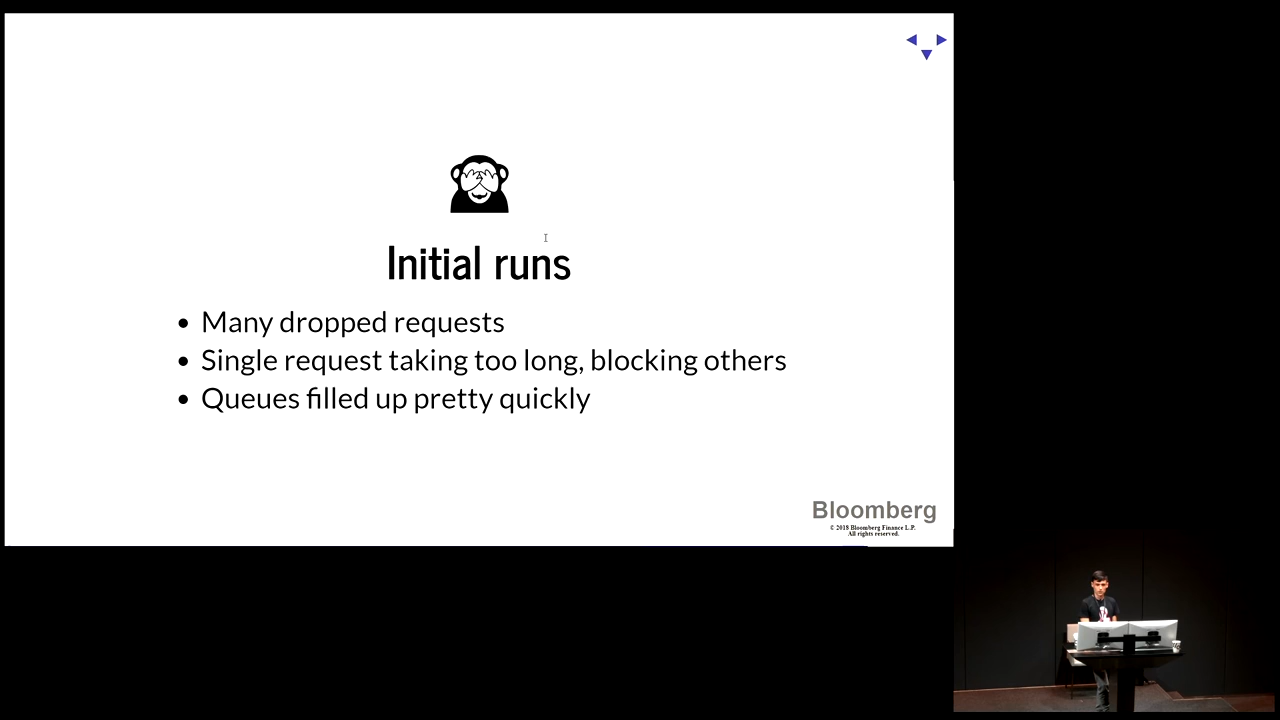 Initial runs
Many dropped requests
Single request taking too long, blocking others
Queues filled up pretty quickly
Bloomberg
© 2018 Bloomberg Finance L.P.
All rights reserved.